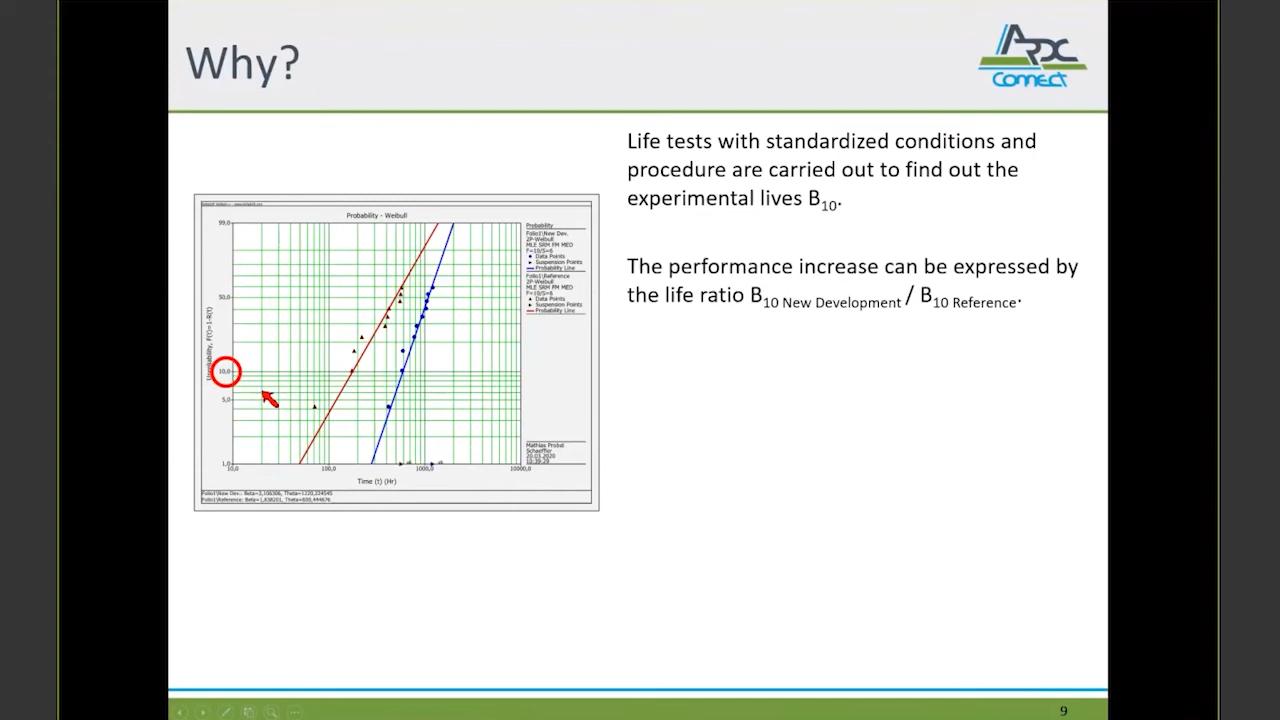 Why?
ARDC
CONNECT
Life tests with standardized conditions and
procedure are carried out to find out the
experimental lives B10.
The performance increase can be expressed by
the life ratio B10 New Development / B10 Reference.
Probability - Weibull
99,0
50,0
10,0
5,0
1,0
Unreliability, F(t)=1-R(t)
10,0
100,0
1000,0
10000,0
Time (t) (Hr)
Probability
Folio1\New Dev.
2P-Weibull
MLE SRM FM MED
F=10/S=6
Data Points
Suspension Points
Probability Line
Folio1\Reference
2P-Weibull
MLE SRM FM MED
F=10/S=6
Data Points
Suspension Points
Probability Line
Mathias Probst
Schaeffler
20.03.2020
9